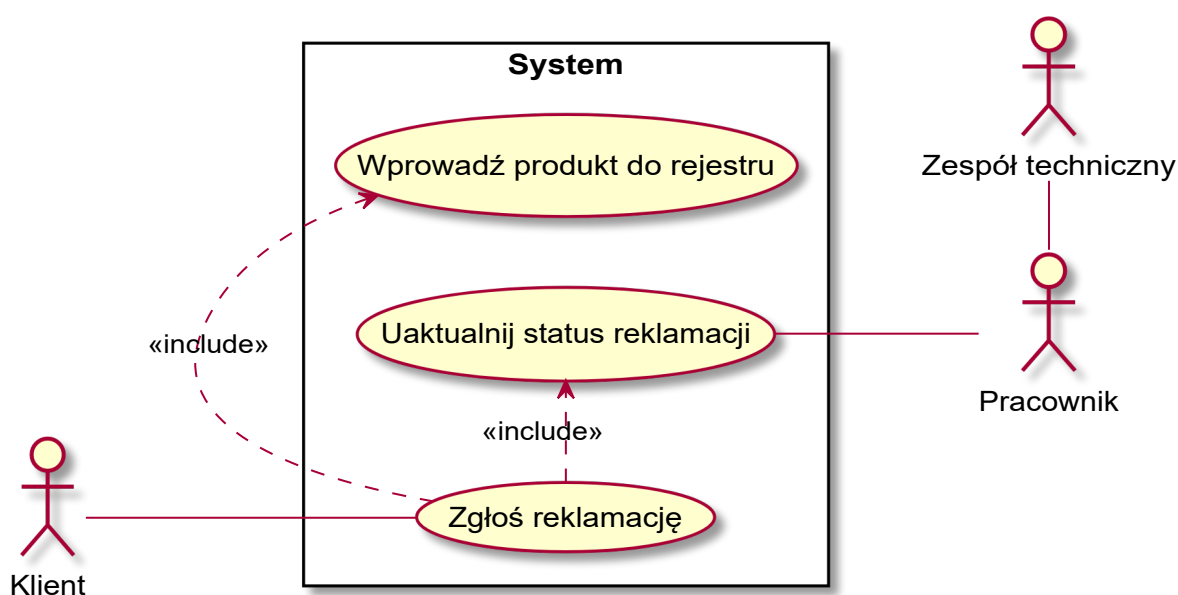 System
Wprowadź produkt do rejestru
Zespół techniczny
Uaktualnij status reklamacji
«include»
Pracownik
«include»
Zgłoś reklamację
Klient